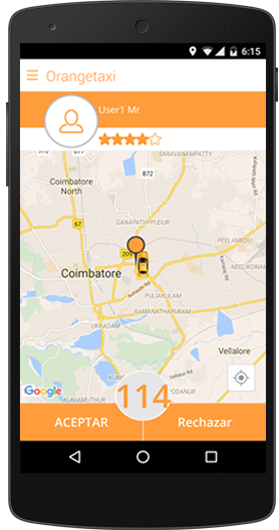 6:15
Orangetaxi
User1 Mr
SARAVANAMPATTY
872
Coimbatore
North
GANAPATHYPUDUR
PEELAMEDU
209
Coimbatore
PULIAKULAM
RAMANATHAPURAM
UKKADAM
Vellalore
Google
114
ACEPTAR
Rechazar